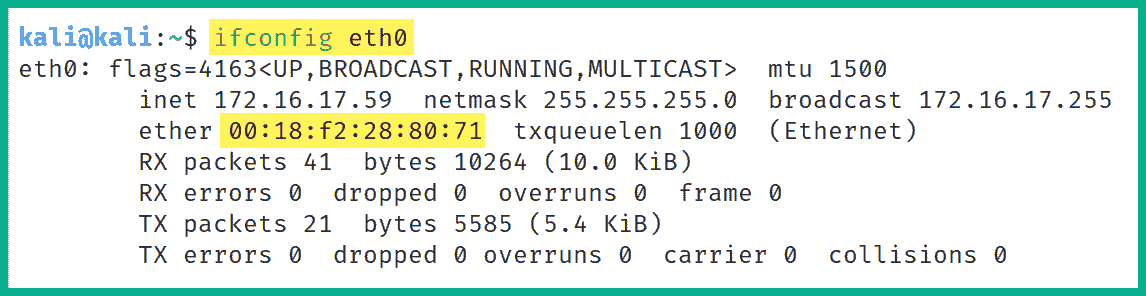 kali@kali:~$ ifconfig eth0
eth0: flags=4163<UP,BROADCAST,RUNNING,MULTICAST>  mtu 1500
        inet 172.16.17.59  netmask 255.255.255.0  broadcast 172.16.17.255
        ether 00:18:f2:28:80:71  txqueuelen 1000  (Ethernet)
        RX packets 41  bytes 10264 (10.0 KiB)
        RX errors 0  dropped 0  overruns 0  frame 0
        TX packets 21  bytes 5585 (5.4 KiB)
        TX errors 0  dropped 0 overruns 0  carrier 0  collisions 0